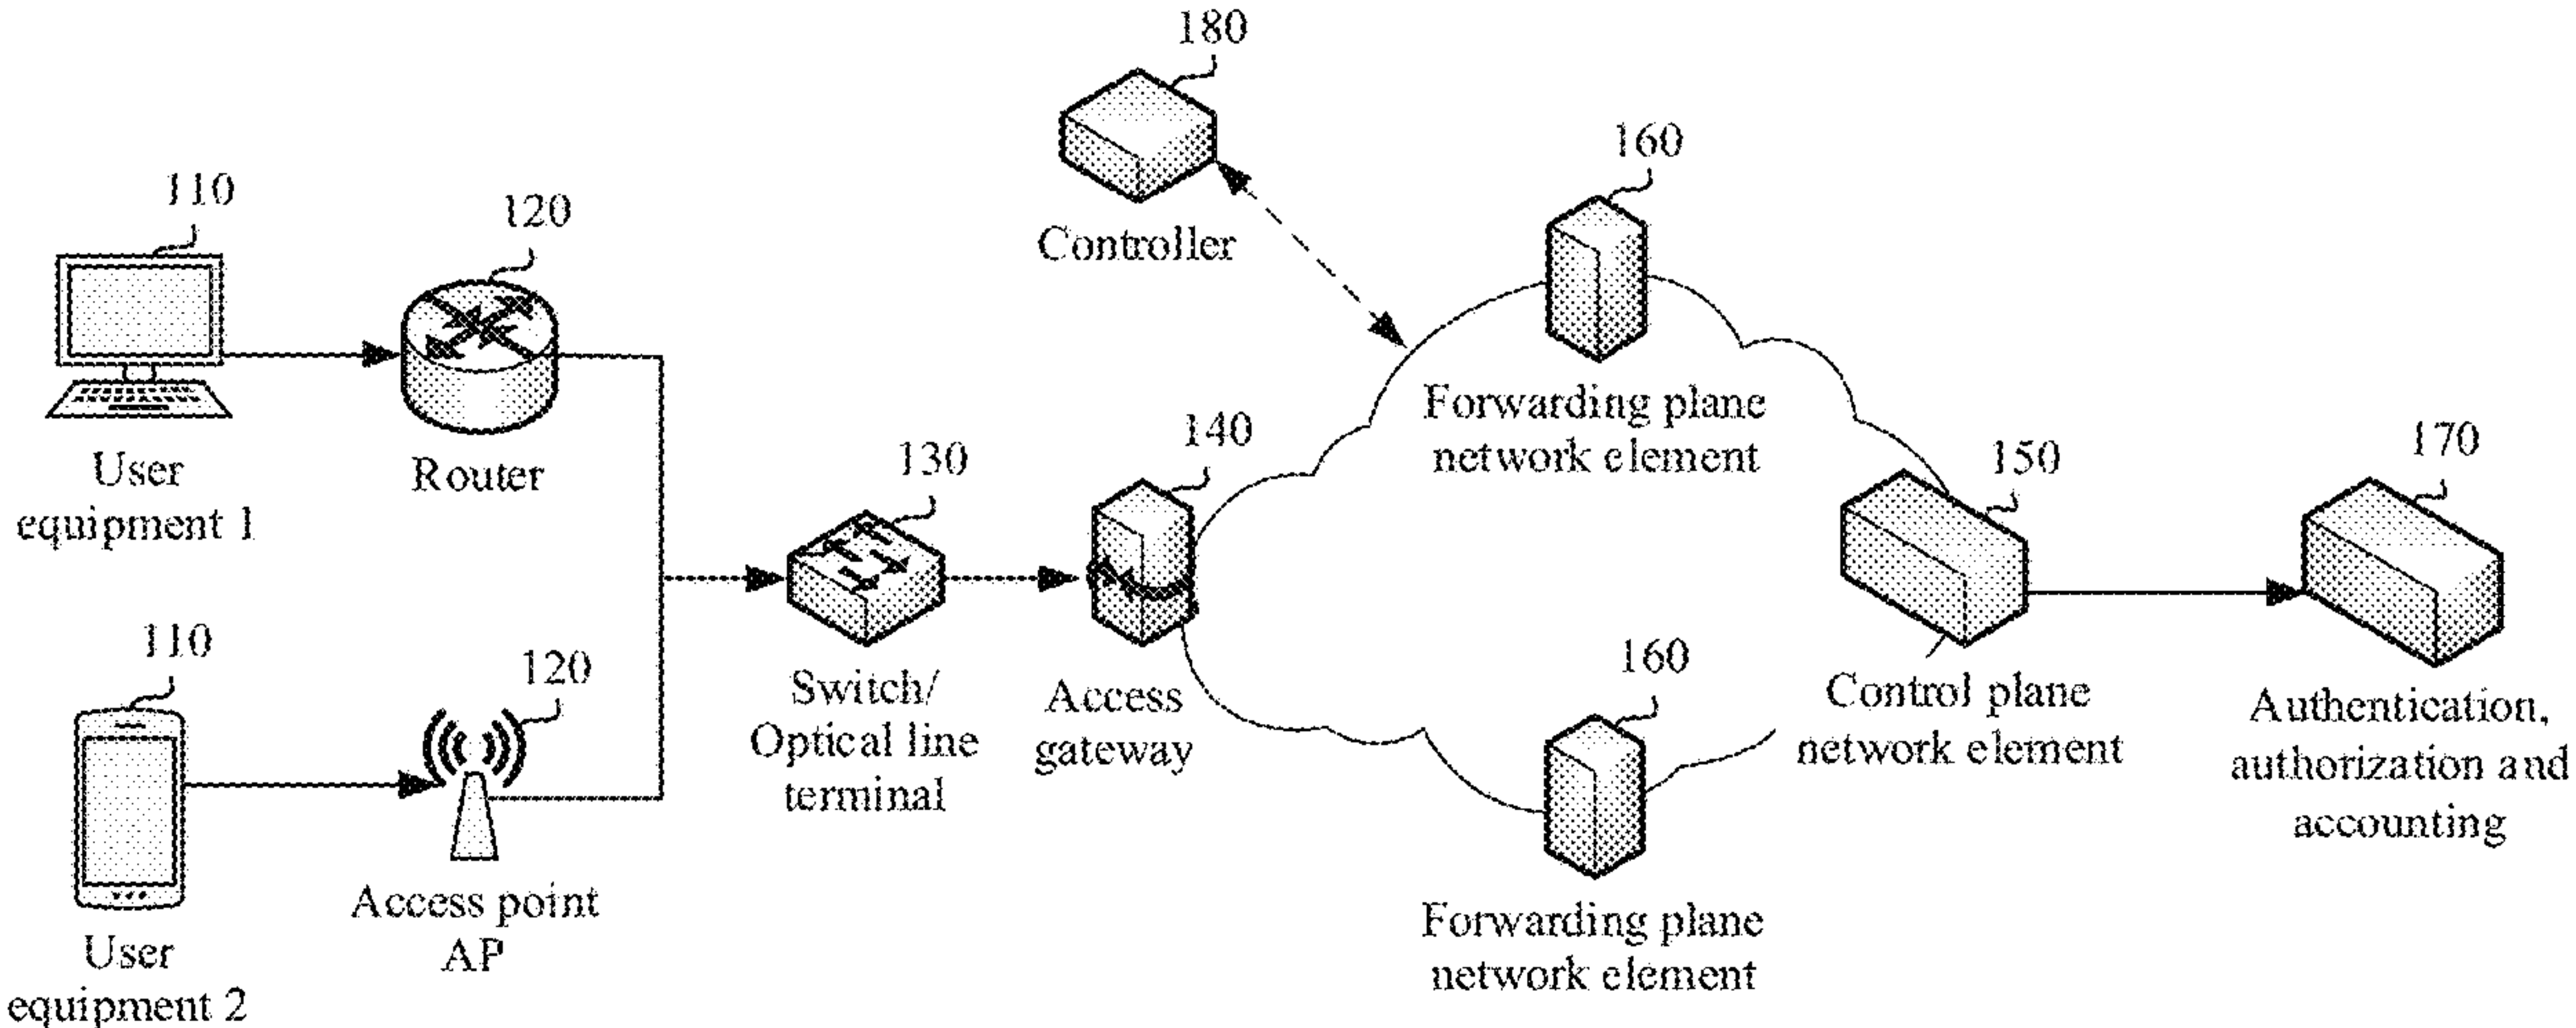 180
Controller
160
Forwarding plane
network element
110
User
equipment 1
120
Router
130
Switch/
Optical line
terminal
140
Access
gateway
150
Control plane
network element
170
Authentication,
authorization and
accounting
110
User
equipment 2
120
Access point
AP
160
Forwarding plane
network element